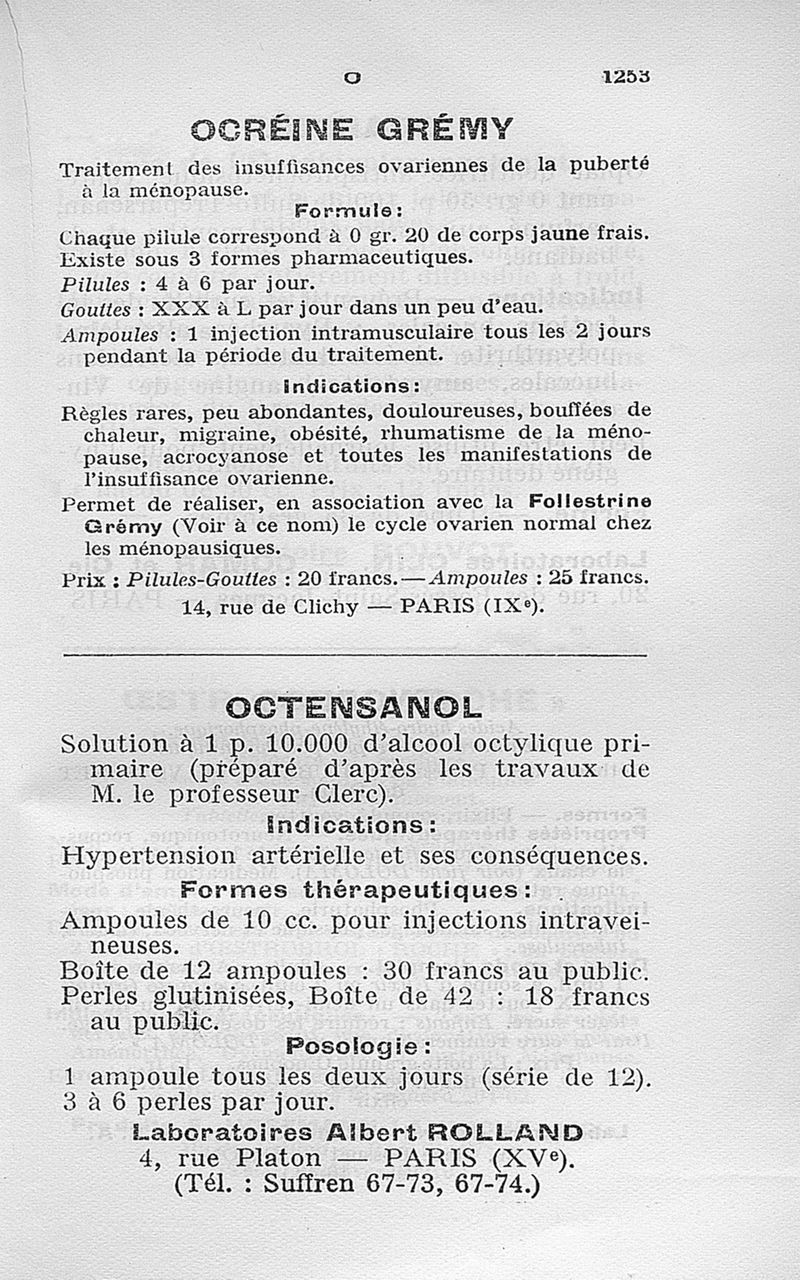 O 1253
OCRÉINE GRÉMY
Traitement des insuffisances ovariennes de la puberté
à la ménopause.
Formule :
Chaque pilule correspond à 0 gr. 20 de corps jaune frais.
Existe sous 3 formes pharmaceutiques.
Pilules : 4 à 6 par jour.
Gouttes : XXX à L par jour dans un peu d'eau.
Ampoules : 1 injection intramusculaire tous les 2 jours
pendant la période du traitement.
Indications :
Règles rares, peu abondantes, douloureuses, bouffées de
chaleur, migraine, obésité, rhumatisme de la méno-
pause, acrocyanose et toutes les manifestations de
l'insuffisance ovarienne.
Permet de réaliser, en association avec la Follestrine
Grémy (Voir à ce nom) le cycle ovarien normal chez
les ménopausiques.
Prix : Pilules-Gouttes : 20 francs. — Ampoules : 25 francs.
14, rue de Clichy — PARIS (IXe).
OCTENSANOL
Solution à 1 p. 10.000 d'alcool octylique pri-
maire (préparé d'après les travaux de
M. le professeur Clerc).
Indications :
Hypertension artérielle et ses conséquences.
Formes thérapeutiques :
Ampoules de 10 cc. pour injections intravei-
neuses.
Boîte de 12 ampoules : 30 francs au public.
Perles glutinisées, Boîte de 42 : 18 francs
au public.
Posologie :
1 ampoule tous les deux jours (série de 12).
3 à 6 perles par jour.
Laboratoires Albert ROLLAND
4, rue Platon — PARIS (XVe).
(Tél. : Suffren 67-73, 67-74.)